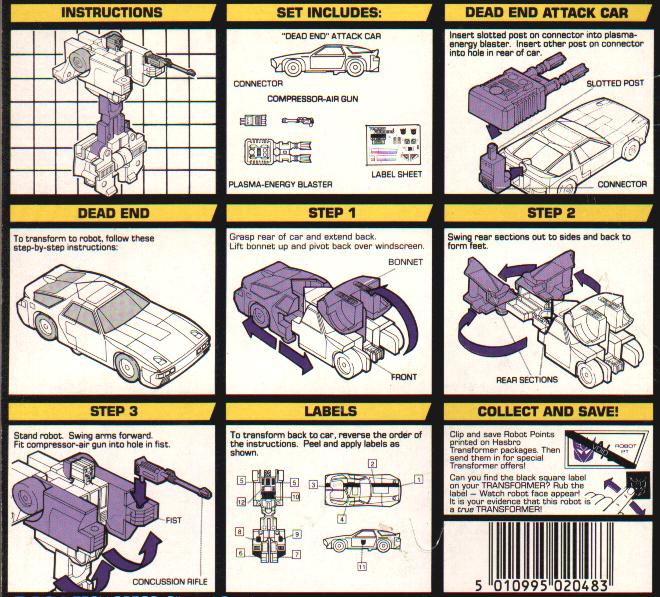 INSTRUCTIONS
SET INCLUDES:
"DEAD END" ATTACK CAR
CONNECTOR
COMPRESSOR-AIR GUN
PLASMA-ENERGY BLASTER
LABEL SHEET
DEAD END ATTACK CAR
Insert slotted post on connector into plasma-
energy blaster. Insert other post on connector
into hole in rear of car.
SLOTTED POST
CONNECTOR
DEAD END
To transform to robot, follow these
step-by-step instructions:
STEP 1
Grasp rear of car and extend back.
Lift bonnet up and pivot back over windscreen.
BONNET
FRONT
STEP 2
Swing rear sections out to sides and back to
form feet.
REAR SECTIONS
STEP 3
Stand robot. Swing arms forward.
Fit compressor-air gun into hole in fist.
FIST
CONCUSSION RIFLE
LABELS
To transform back to car, reverse the order of
the instructions. Peel and apply labels as
shown.
2
5
5
3
1
12
10
4
8
9
6
7
11
COLLECT AND SAVE!
Clip and save Robot Points
printed on Hasbro
Transformer packages. Then
send them in for special
Transformer offers!
ROBOT
PT
Can you find the black square label
on your TRANSFORMER? Rub the
label – Watch robot face appear!
It is your evidence that this robot is
a true TRANSFORMER!
5 010995 020483